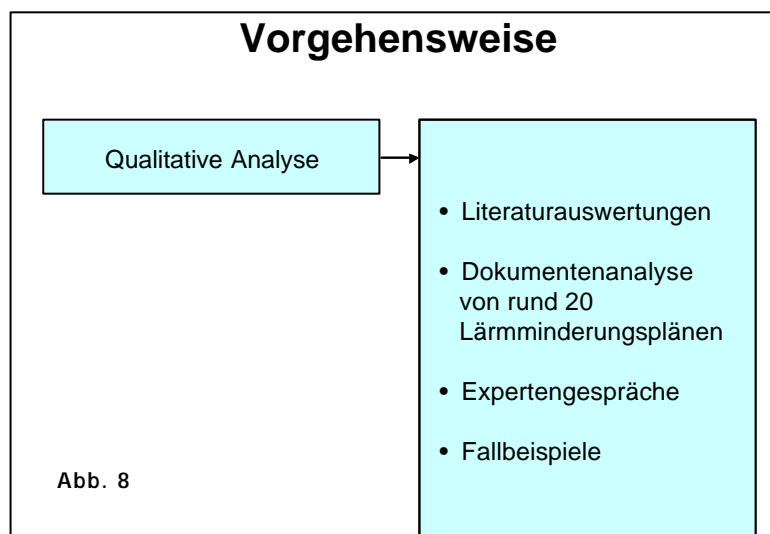 Vorgehensweise
Qualitative Analyse
• Literaturauswertungen
• Dokumentenanalyse
von rund 20
Lärmminderungsplänen
• Expertengespräche
• Fallbeispiele
Abb. 8